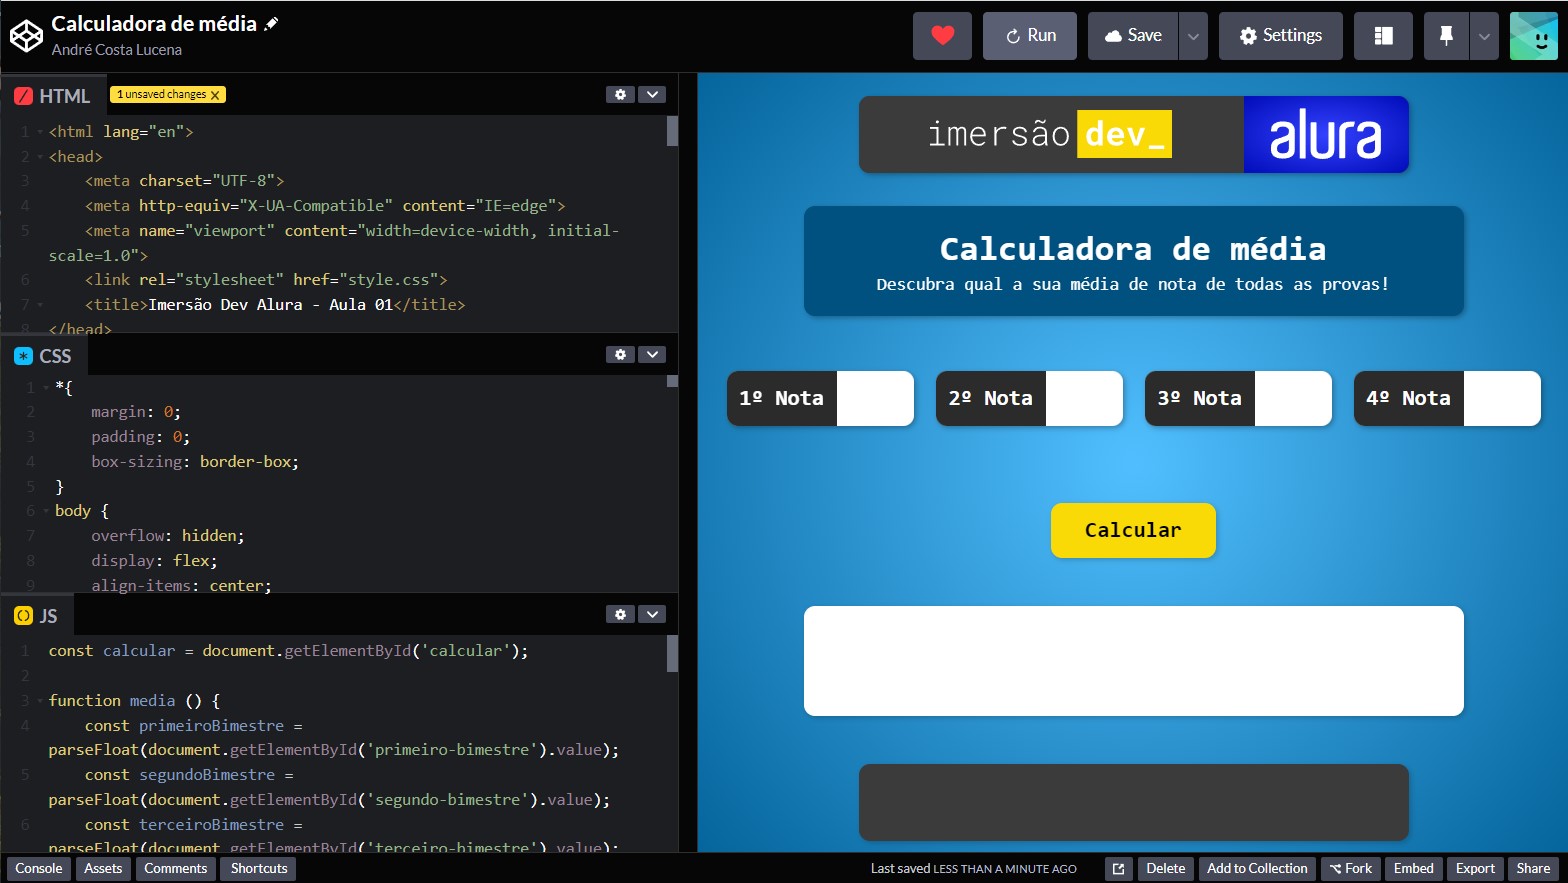 Calculadora de média
André Costa Lucena
Run
Save
Settings
HTML
1 unsaved changes X
1 <html lang="en">
2 <head>
3 <meta charset="UTF-8">
4 <meta http-equiv="X-UA-Compatible" content="IE=edge">
5 <meta name="viewport" content="width=device-width, initial-
scale=1.0">
6 <link rel="stylesheet" href="style.css">
7 <title>Imersão Dev Alura - Aula 01</title>
8 </head>
CSS
1 *{
2 margin: 0;
3 padding: 0;
4 box-sizing: border-box;
5 }
6 body {
7 overflow: hidden;
8 display: flex;
9 align-items: center;
JS
1 const calcular = document.getElementById('calcular');
2
3 function media () {
4 const primeiroBimestre =
parseFloat(document.getElementById('primeiro-bimestre').value);
5 const segundoBimestre =
parseFloat(document.getElementById('segundo-bimestre').value);
6 const terceiroBimestre =
parseFloat(document.getElementById('terceiro-bimestre').value);
imersão dev_ alura
Calculadora de média
Descubra qual a sua média de nota de todas as provas!
1º Nota
2º Nota
3º Nota
4º Nota
Calcular
Console
Assets
Comments
Shortcuts
Last saved LESS THAN A MINUTE AGO
Delete
Add to Collection
Fork
Embed
Export
Share